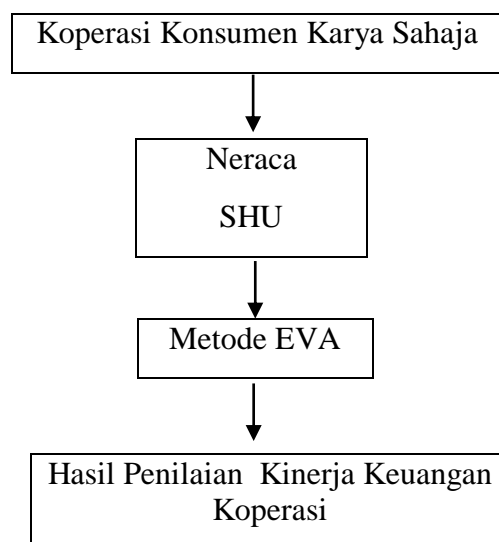 Koperasi Konsumen Karya Sahaja
Neraca
SHU
Metode EVA
Hasil Penilaian Kinerja Keuangan
Koperasi